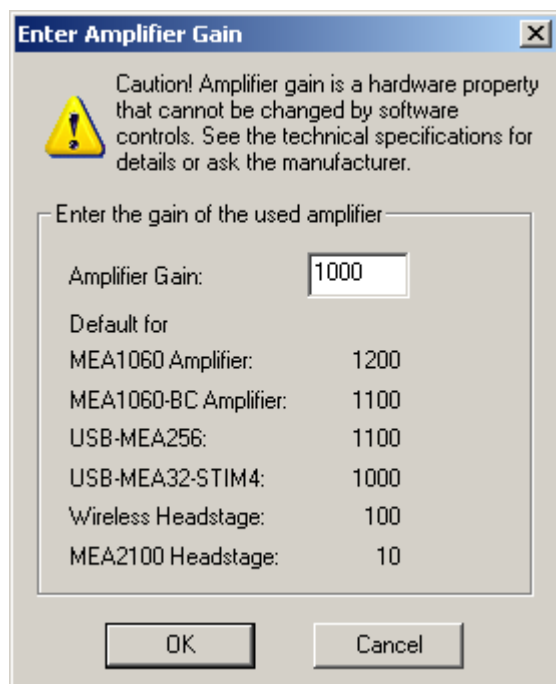 Enter Amplifier Gain
Caution! Amplifier gain is a hardware property
that cannot be changed by software
controls. See the technical specifications for
details or ask the manufacturer.
Enter the gain of the used amplifier
Amplifier Gain: 1000
Default for
MEA1060 Amplifier: 1200
MEA1060-BC Amplifier: 1100
USB-MEA256: 1100
USB-MEA32-STIM4: 1000
Wireless Headstage: 100
MEA2100 Headstage: 10
OK Cancel